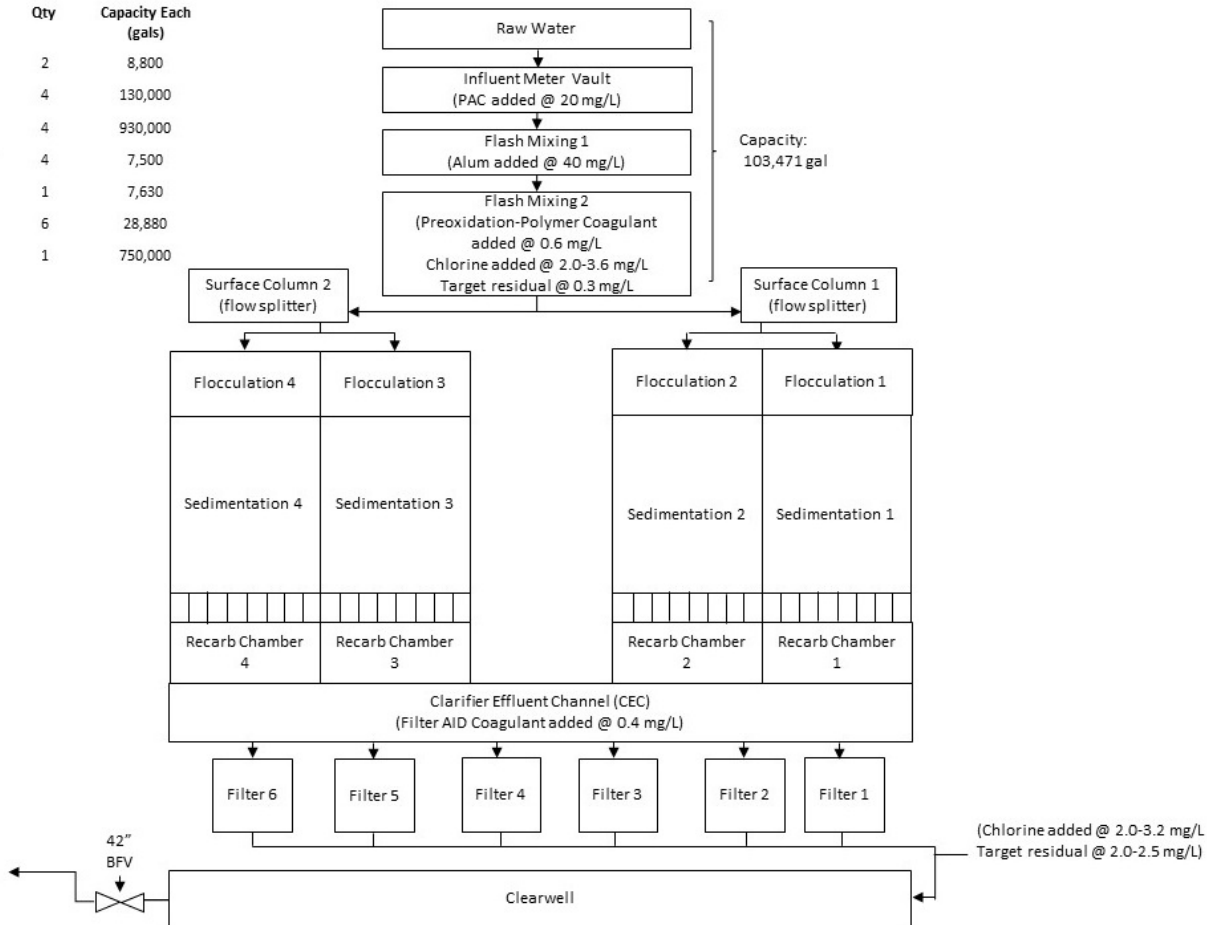 Qty Capacity Each
(gals)
2 8,800
4 130,000
4 930,000
4 7,500
1 7,630
6 28,880
1 750,000
Raw Water
Influent Meter Vault
(PAC added @ 20 mg/L)
Flash Mixing 1
(Alum added @ 40 mg/L)
Flash Mixing 2
(Preoxidation-Polymer Coagulant
added @ 0.6 mg/L
Chlorine added @ 2.0-3.6 mg/L
Target residual @ 0.3 mg/L)
Capacity:
103,471 gal
Surface Column 2
(flow splitter)
Surface Column 1
(flow splitter)
Flocculation 4
Flocculation 3
Flocculation 2
Flocculation 1
Sedimentation 4
Sedimentation 3
Sedimentation 2
Sedimentation 1
Recarb Chamber
4
Recarb Chamber
3
Recarb Chamber
2
Recarb Chamber
1
Clarifier Effluent Channel (CEC)
(Filter AID Coagulant added @ 0.4 mg/L)
Filter 6
Filter 5
Filter 4
Filter 3
Filter 2
Filter 1
(Chlorine added @ 2.0-3.2 mg/L
Target residual @ 2.0-2.5 mg/L)
42”
BFV
Clearwell